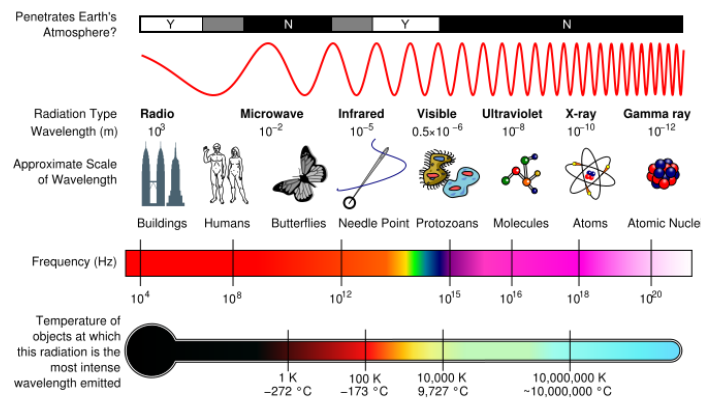 Penetrates Earth's
Atmosphere?
Y N Y N
Radiation Type
Radio Microwave Infrared Visible Ultraviolet X-ray Gamma ray
Wavelength (m)
10³ 10⁻² 10⁻⁵ 0.5×10⁻⁶ 10⁻⁸ 10⁻¹⁰ 10⁻¹²
Approximate Scale
of Wavelength
Buildings Humans Butterflies Needle Point Protozoans Molecules Atoms Atomic Nuclei
Frequency (Hz)
10⁴ 10⁸ 10¹² 10¹⁵ 10¹⁶ 10¹⁸ 10²⁰
Temperature of
objects at which
this radiation is the
most intense
wavelength emitted
1 K 100 K 10,000 K 10,000,000 K
−272 °C −173 °C 9,727 °C ~10,000,000 °C